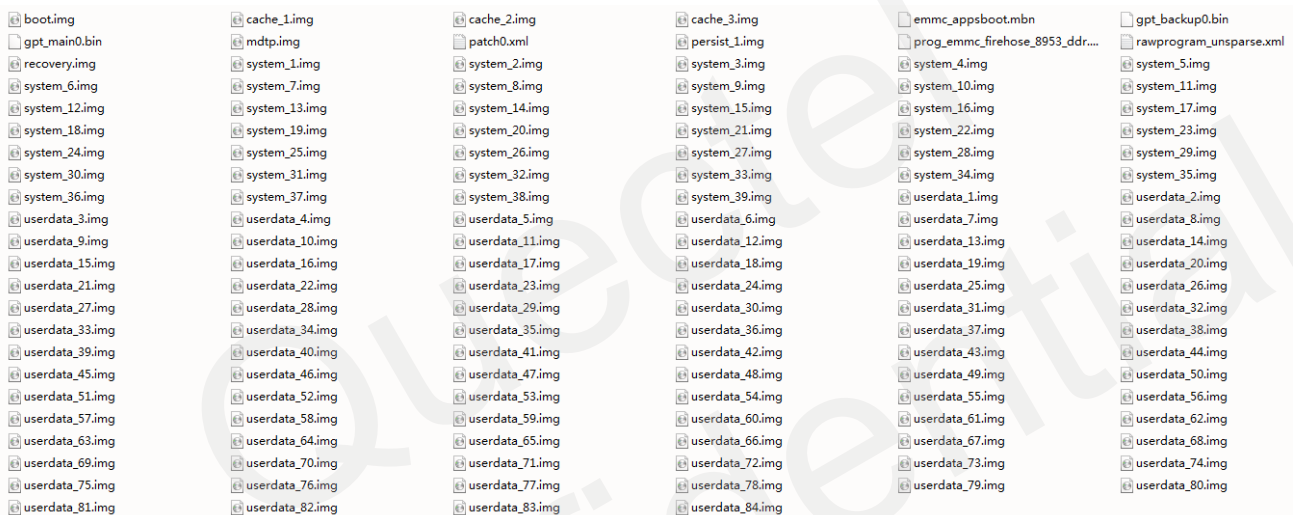 boot.img cache_1.img cache_2.img cache_3.img emmc_appsboot.mbn gpt_backup0.bin
gpt_main0.bin mdtp.img patch0.xml persist_1.img prog_emmc_firehose_8953_ddr.... rawprogram_unsparse.xml
recovery.img system_1.img system_2.img system_3.img system_4.img system_5.img
system_6.img system_7.img system_8.img system_9.img system_10.img system_11.img
system_12.img system_13.img system_14.img system_15.img system_16.img system_17.img
system_18.img system_19.img system_20.img system_21.img system_22.img system_23.img
system_24.img system_25.img system_26.img system_27.img system_28.img system_29.img
system_30.img system_31.img system_32.img system_33.img system_34.img system_35.img
system_36.img system_37.img system_38.img system_39.img userdata_1.img userdata_2.img
userdata_3.img userdata_4.img userdata_5.img userdata_6.img userdata_7.img userdata_8.img
userdata_9.img userdata_10.img userdata_11.img userdata_12.img userdata_13.img userdata_14.img
userdata_15.img userdata_16.img userdata_17.img userdata_18.img userdata_19.img userdata_20.img
userdata_21.img userdata_22.img userdata_23.img userdata_24.img userdata_25.img userdata_26.img
userdata_27.img userdata_28.img userdata_29.img userdata_30.img userdata_31.img userdata_32.img
userdata_33.img userdata_34.img userdata_35.img userdata_36.img userdata_37.img userdata_38.img
userdata_39.img userdata_40.img userdata_41.img userdata_42.img userdata_43.img userdata_44.img
userdata_45.img userdata_46.img userdata_47.img userdata_48.img userdata_49.img userdata_50.img
userdata_51.img userdata_52.img userdata_53.img userdata_54.img userdata_55.img userdata_56.img
userdata_57.img userdata_58.img userdata_59.img userdata_60.img userdata_61.img userdata_62.img
userdata_63.img userdata_64.img userdata_65.img userdata_66.img userdata_67.img userdata_68.img
userdata_69.img userdata_70.img userdata_71.img userdata_72.img userdata_73.img userdata_74.img
userdata_75.img userdata_76.img userdata_77.img userdata_78.img userdata_79.img userdata_80.img
userdata_81.img userdata_82.img userdata_83.img userdata_84.img
Quectel